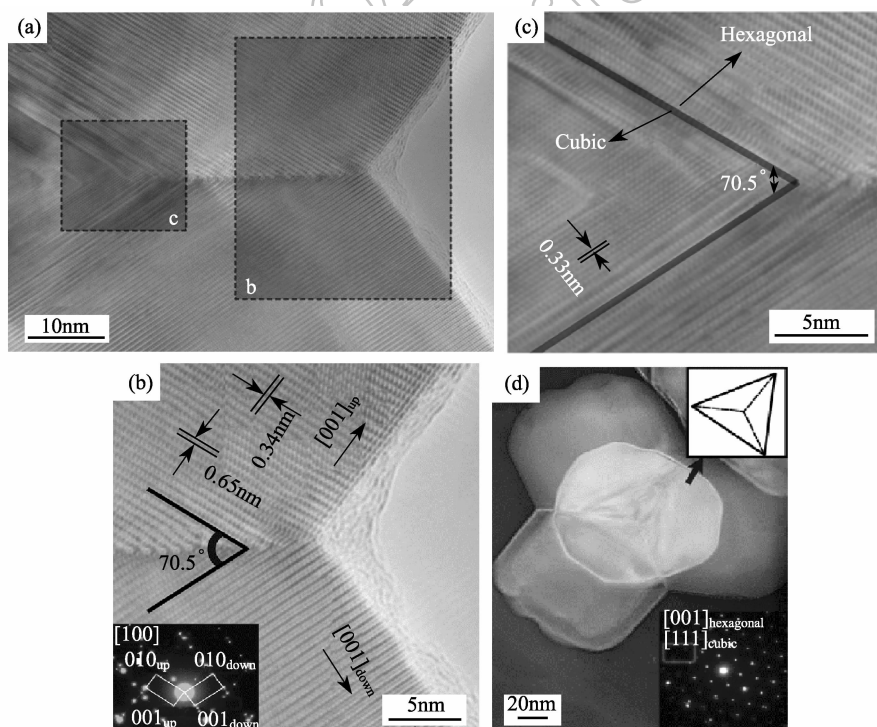 (a)
c
b
10nm
(c)
Hexagonal
Cubic
70.5°
0.33nm
5nm
(b)
0.34nm
[001]up
0.65nm
70.5°
[001]down
[100]
010up 010down
001up 001down
5nm
(d)
[001]hexagonal
[111]cubic
20nm